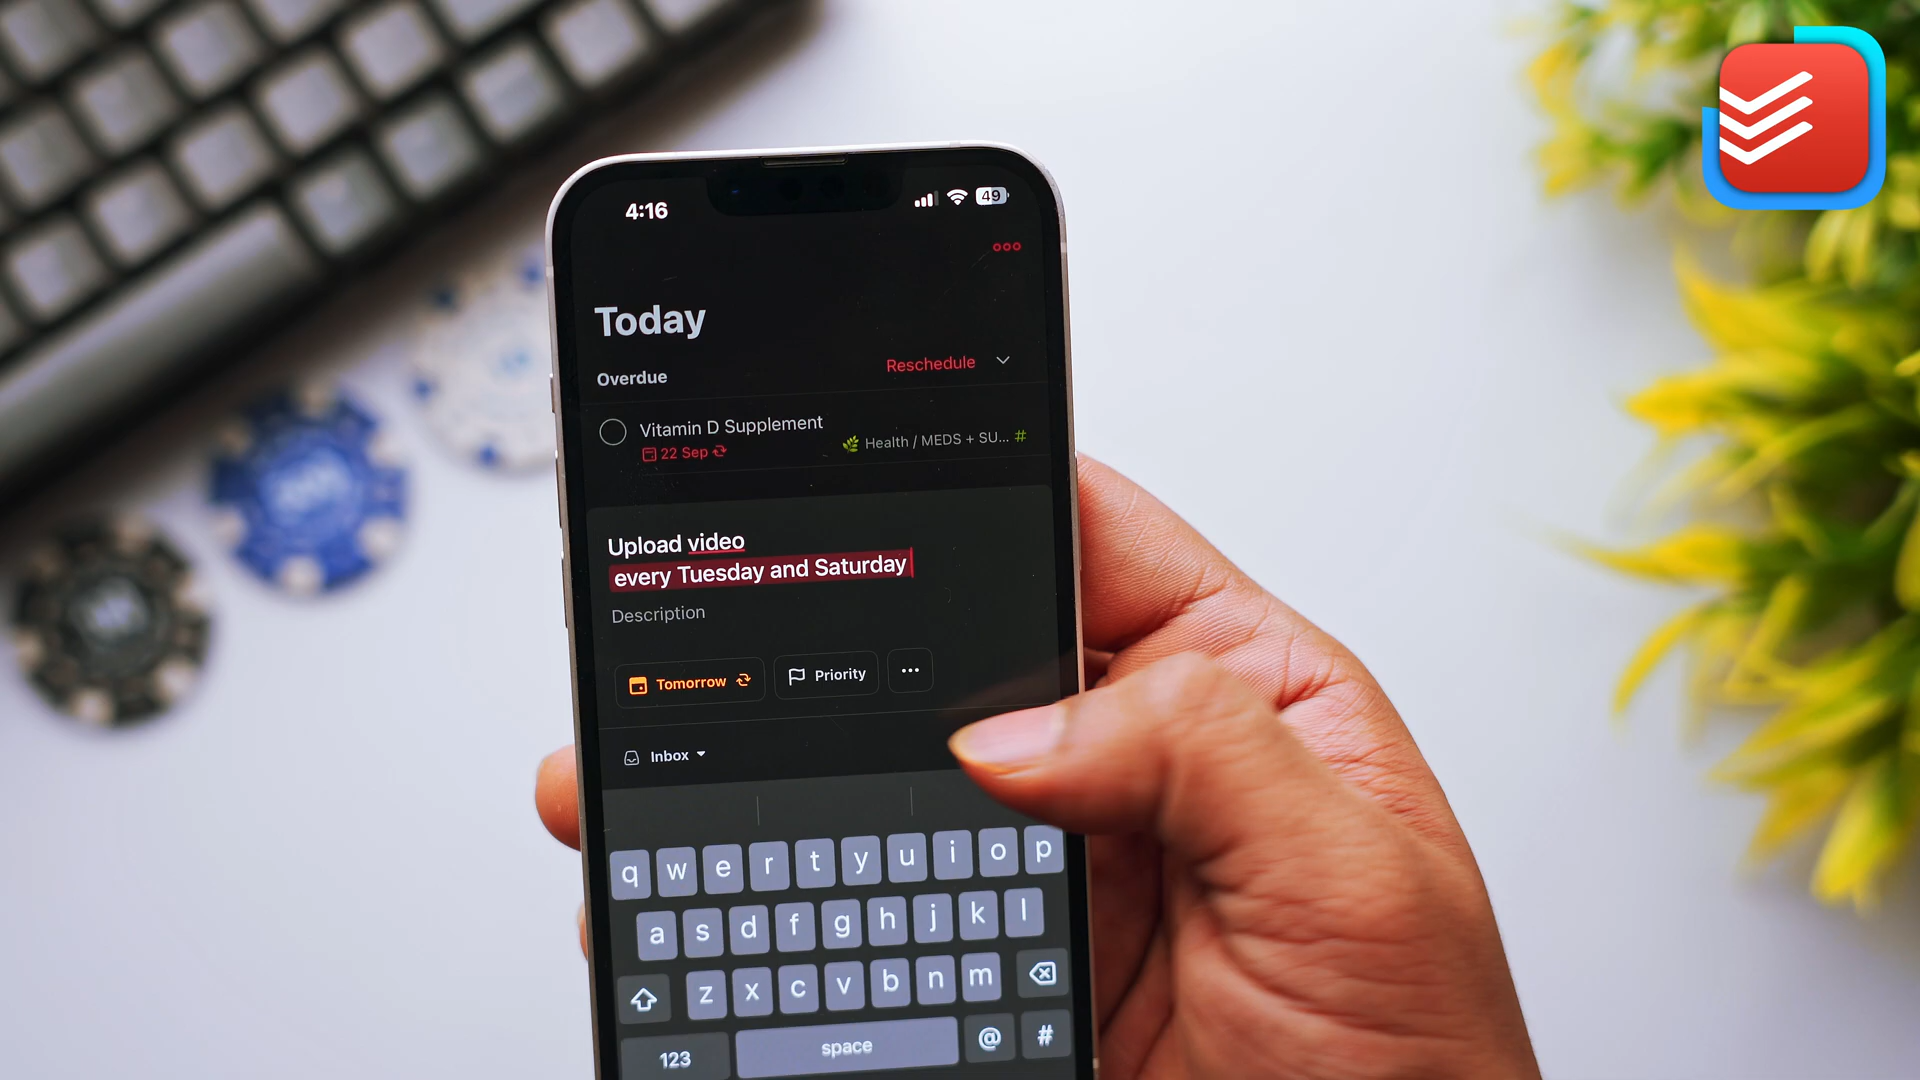 4:16
49
Today
Overdue
Reschedule
Vitamin D Supplement
22 Sep
Health / MEDS + SU... #
Upload video
every Tuesday and Saturday
Description
Tomorrow
Priority
...
Inbox
q w e r t y u i o p
a s d f g h j k l
z x c v b n m
123
space
@
#